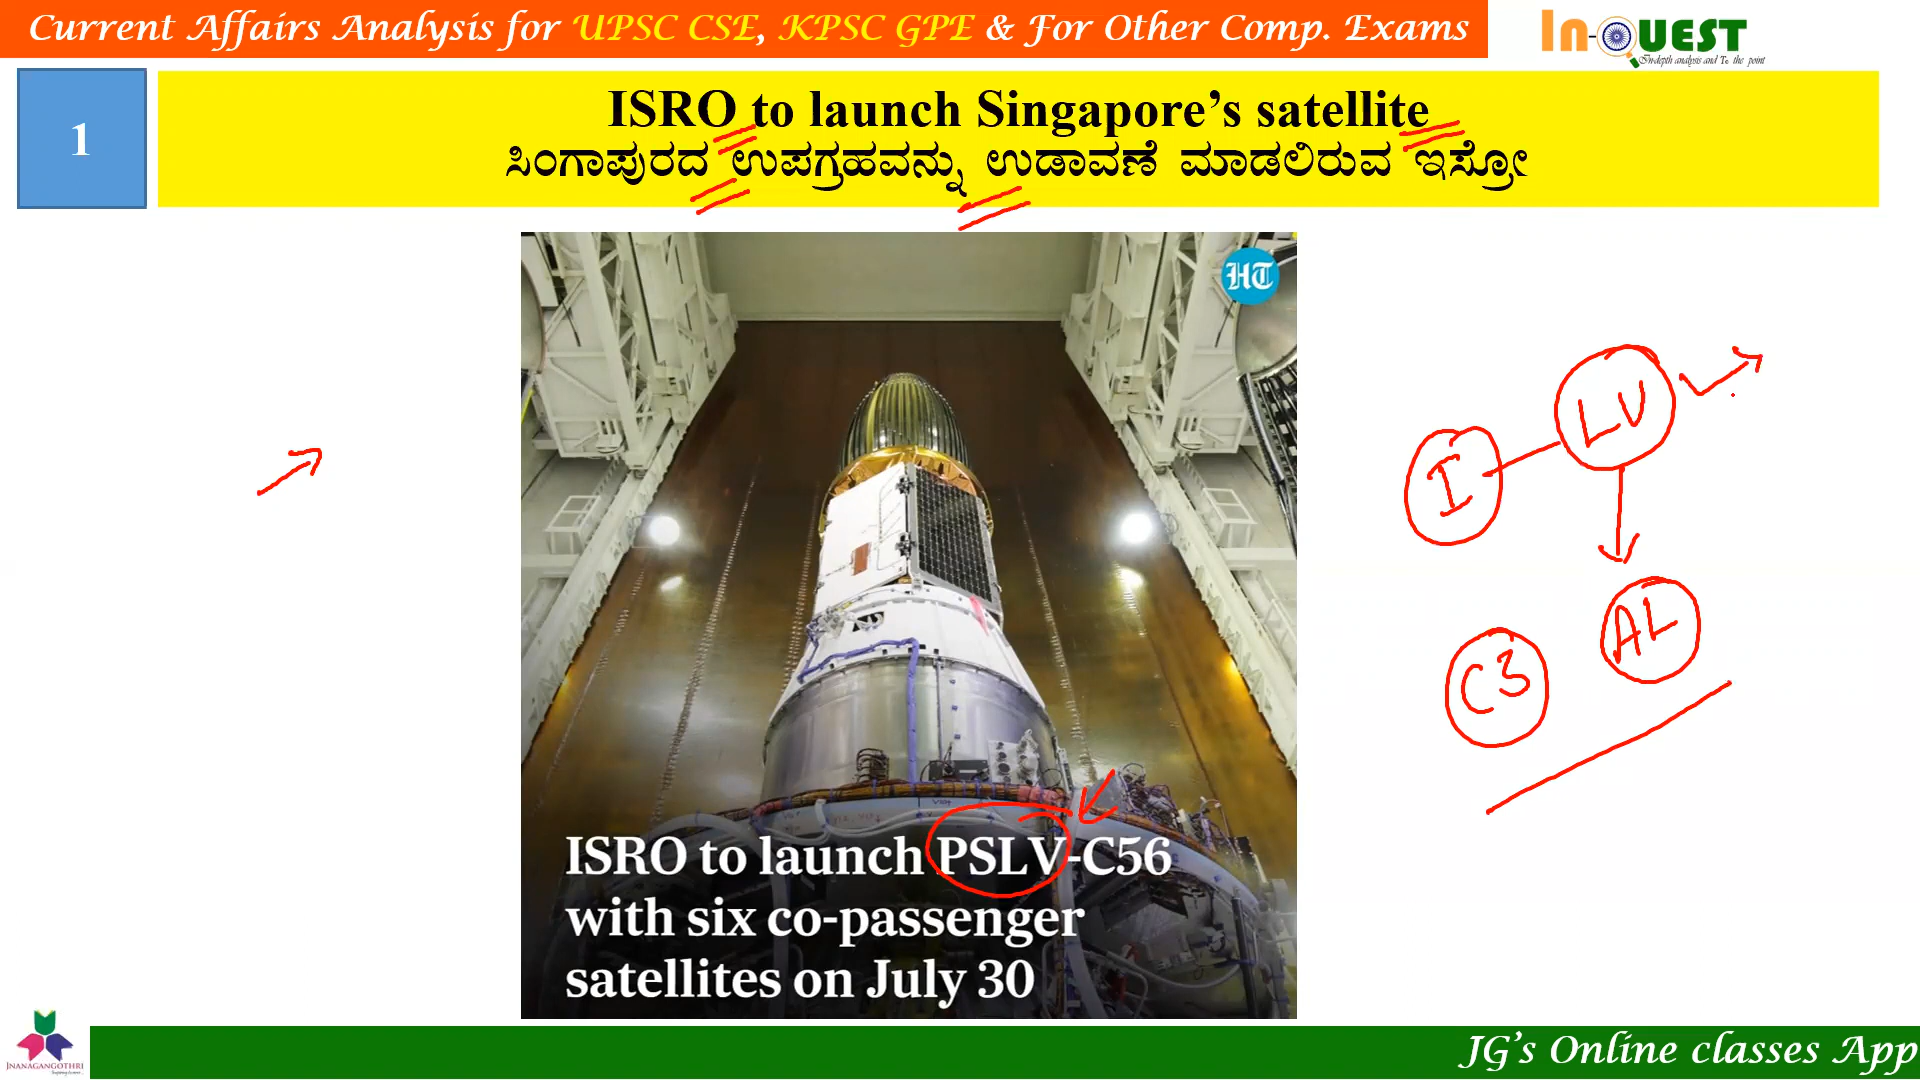 Current Affairs Analysis for UPSC CSE, KPSC GPE & For Other Comp. Exams
In-QUEST
In-depth analysis and To the point
1
ISRO to launch Singapore's satellite
ಸಿಂಗಾಪುರದ ಉಪಗ್ರಹವನ್ನು ಉಡಾವಣೆ ಮಾಡಲಿರುವ ಇಸ್ರೋ
HT
LV
I
AL
C3
ISRO to launch PSLV-C56
with six co-passenger
satellites on July 30
JNANAGANGOTHRI
JG's Online classes App